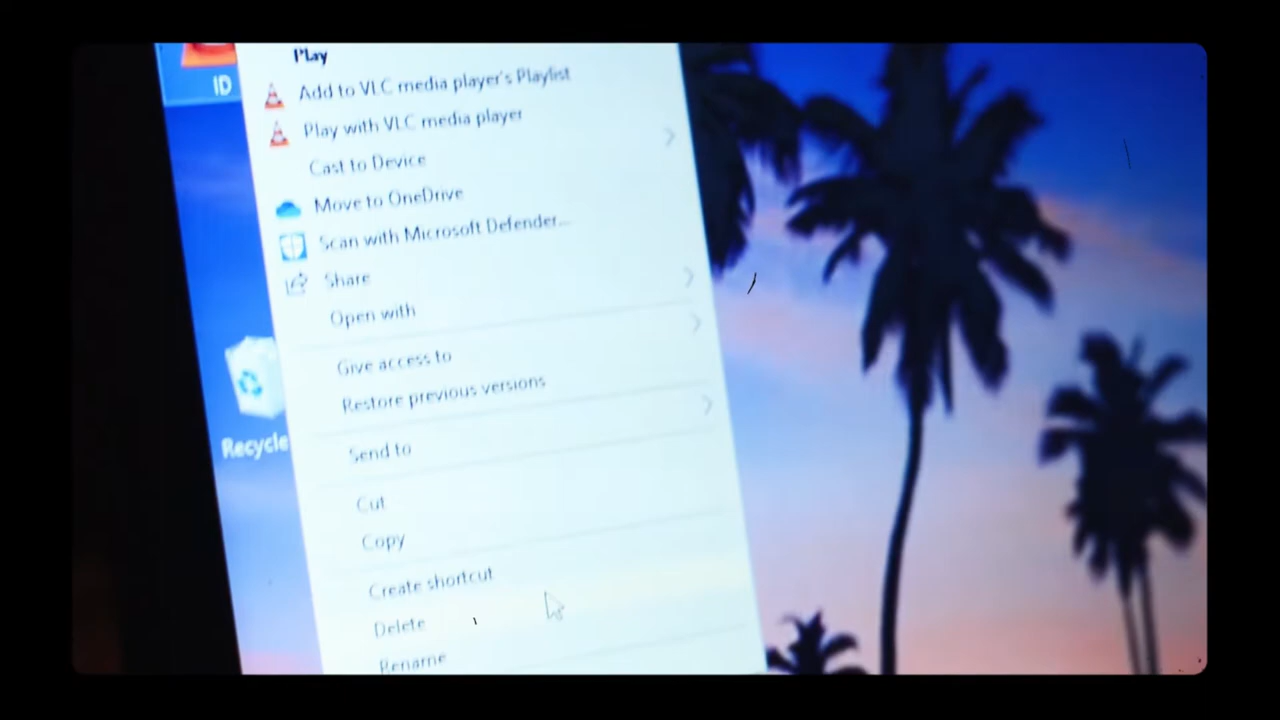 Play
ID
Add to VLC media player's Playlist
Play with VLC media player
Cast to Device
Move to OneDrive
Scan with Microsoft Defender...
Share
Open with
Give access to
Restore previous versions
Recycle
Send to
Cut
Copy
Create shortcut
Delete
Rename